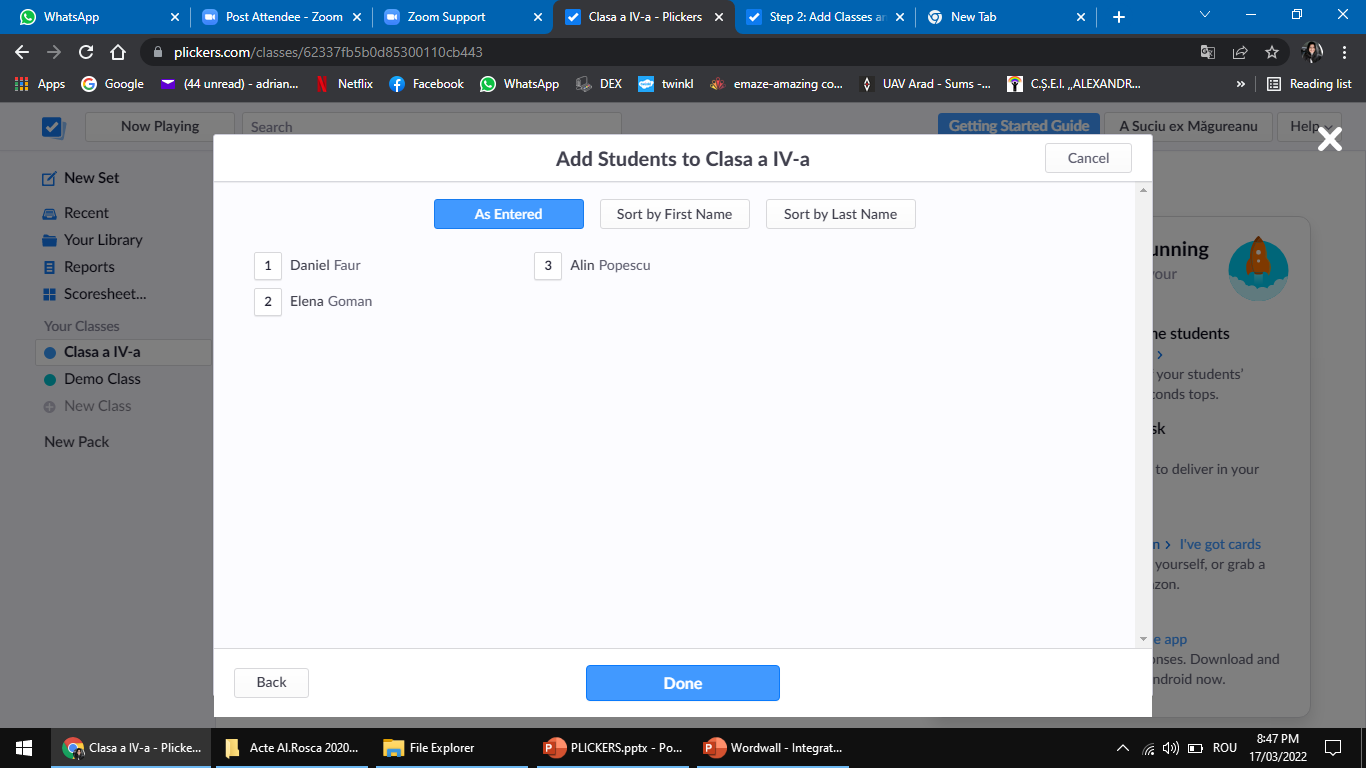 WhatsApp
Post Attendee - Zoom
Zoom Support
Clasa a IV-a - Plickers
Step 2: Add Classes an
New Tab
plickers.com/classes/62337fb5b0d85300110cb443
Apps
Google
(44 unread) - adrian...
Netflix
Facebook
WhatsApp
DEX
twinkl
emaze-amazing co...
UAV Arad - Sums -...
C.Ș.E.I. „ALEXANDR...
»
Reading list
Now Playing
Search
Getting Started Guide
A Suciu ex Măgureanu
Help
Add Students to Clasa a IV-a
Cancel
As Entered
Sort by First Name
Sort by Last Name
1 Daniel Faur
2 Elena Goman
3 Alin Popescu
New Set
Recent
Your Library
Reports
Scoresheet...
Your Classes
Clasa a IV-a
Demo Class
New Class
New Pack
unning
your
ne students
your students'
conds tops.
sk
to deliver in your
n › I've got cards
yourself, or grab a
zon.
e app
onses. Download and
ndroid now.
Back
Done
Clasa a IV-a - Plicke...
Acte Al.Rosca 2020...
File Explorer
PLICKERS.pptx - Po...
Wordwall - Integrat...
ROU
8:47 PM
17/03/2022